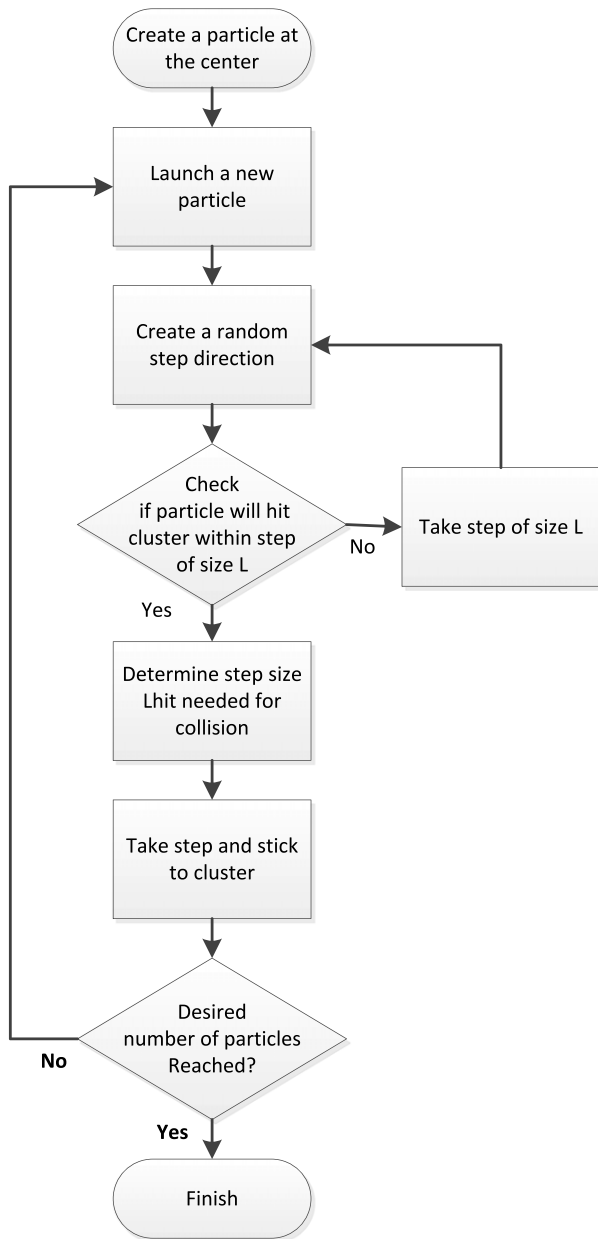 Create a particle at
the center
Launch a new
particle
Create a random
step direction
Check
if particle will hit
cluster within step
of size L
No
Take step of size L
Yes
Determine step size
Lhit needed for
collision
Take step and stick
to cluster
Desired
number of particles
Reached?
No
Yes
Finish